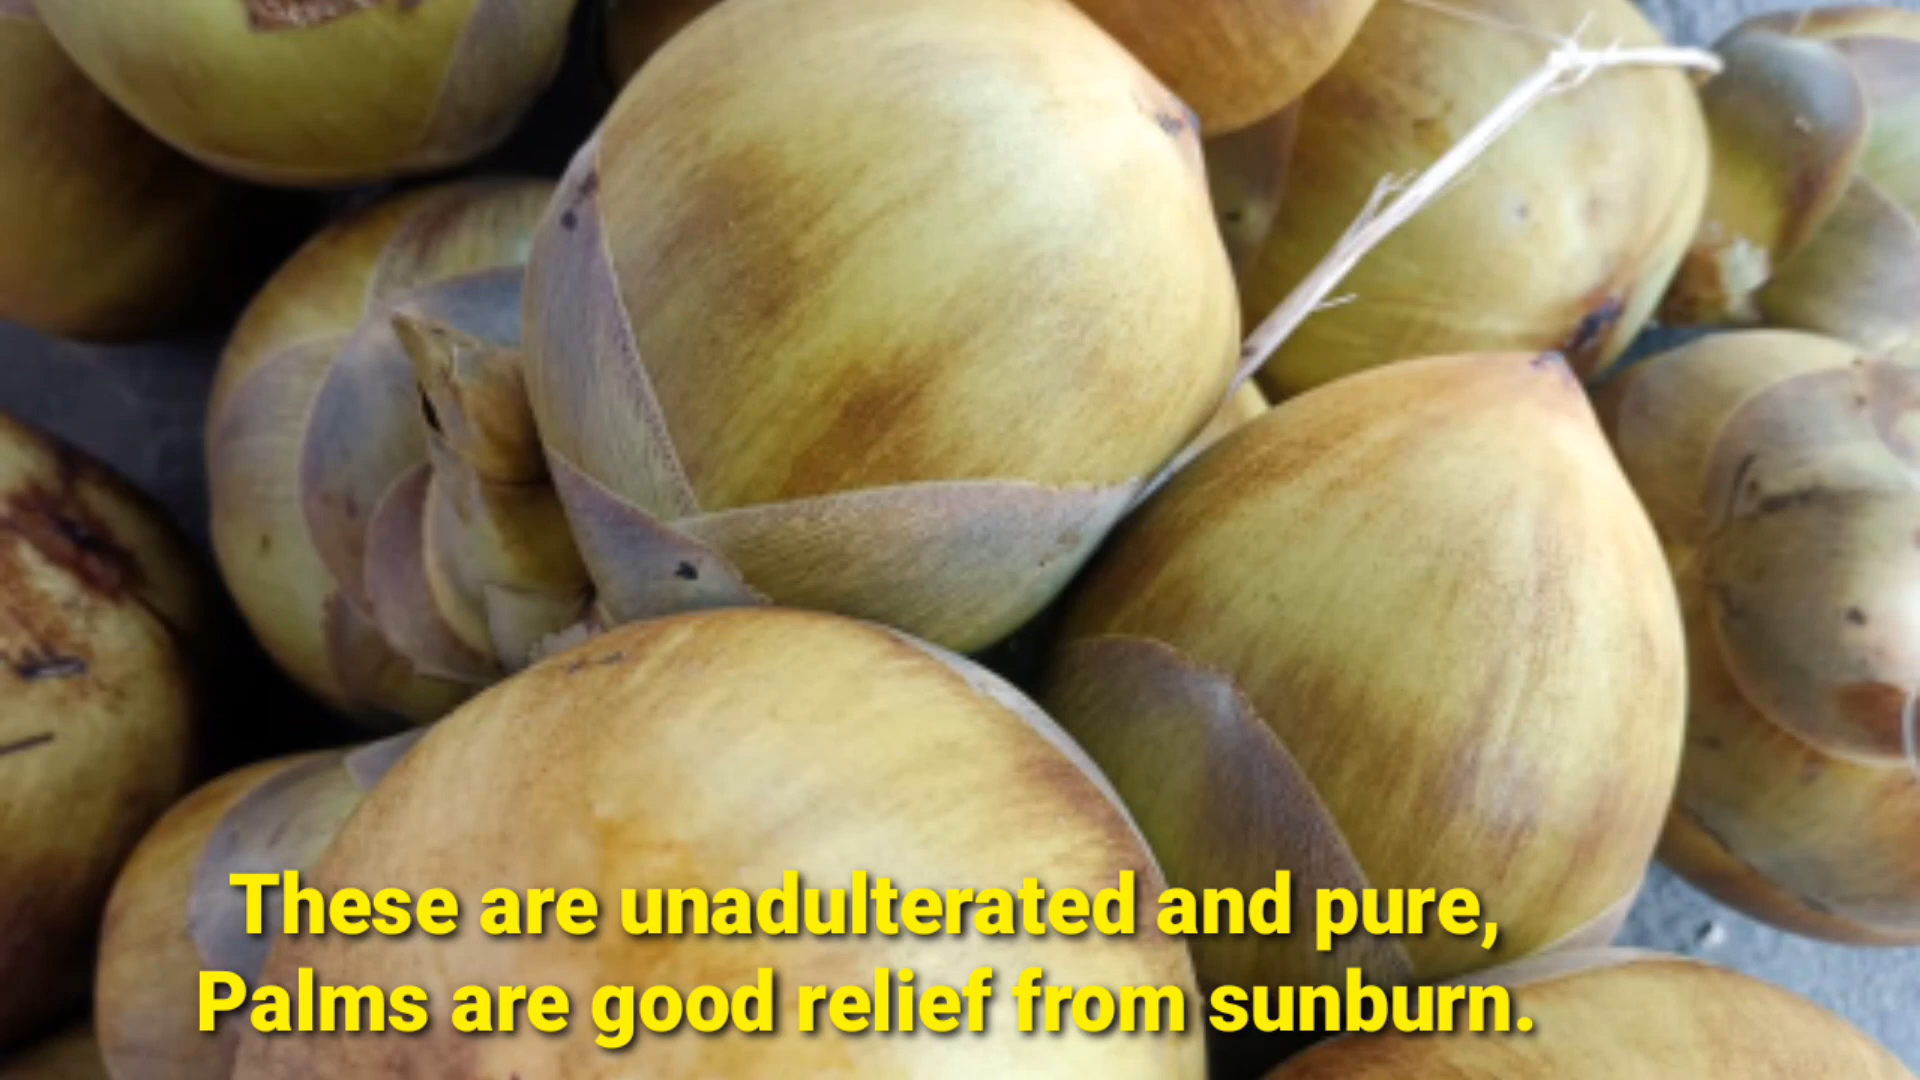 These are unadulterated and pure,
Palms are good relief from sunburn.